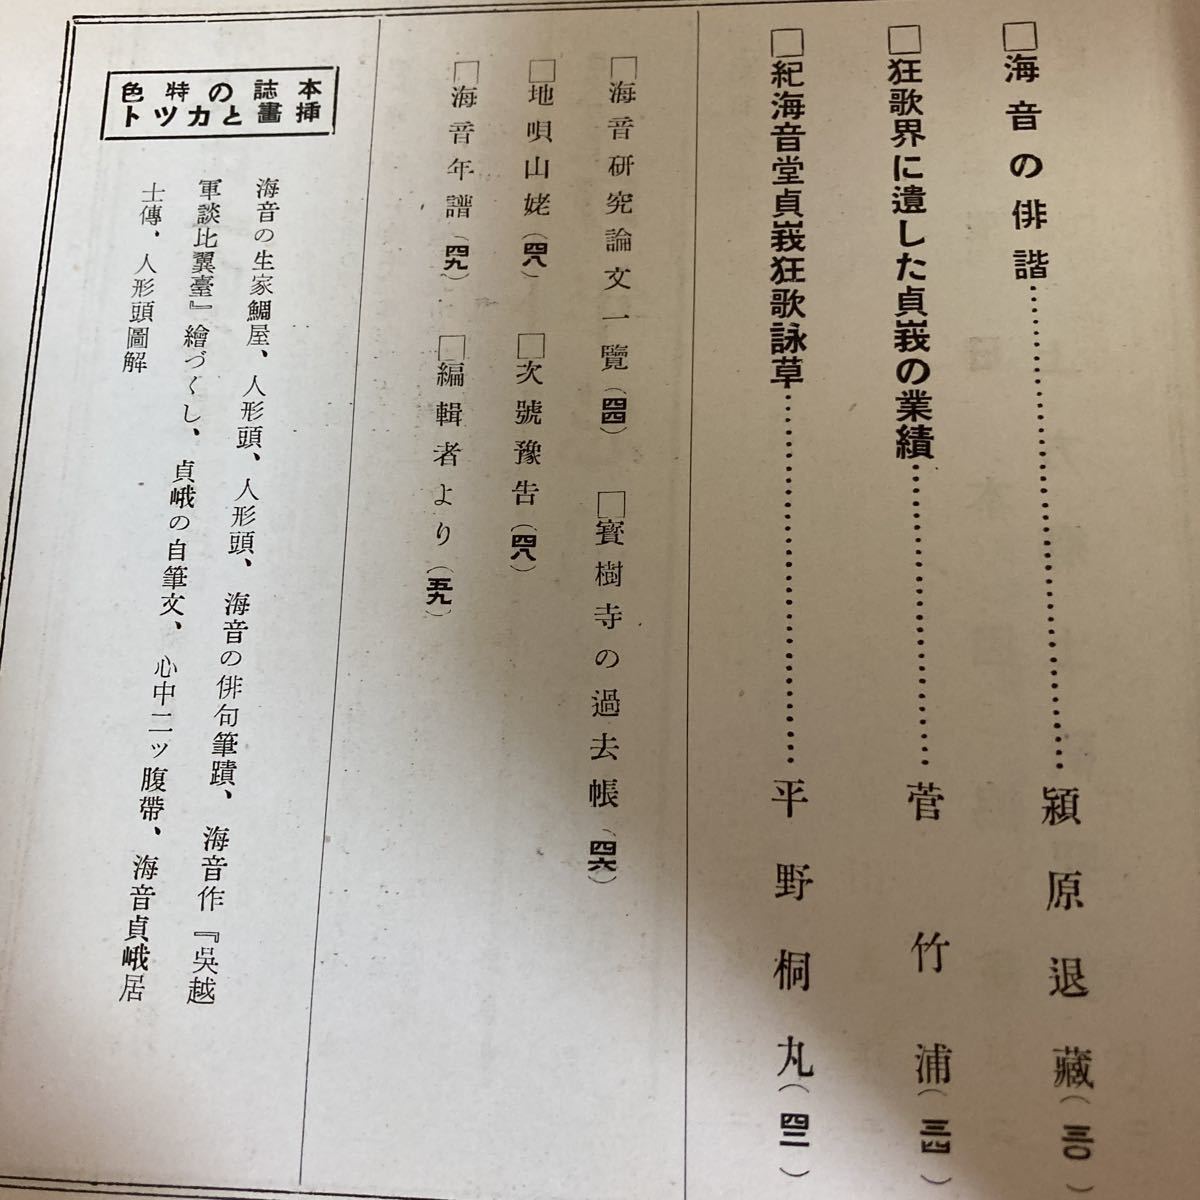 □海音の俳諧……………………潁原退藏(三〇)
□狂歌界に遺した貞峩の業績……………………菅竹浦(三四)
□紀海音堂貞峩狂歌詠草……………………平野桐丸(四二)
□海音研究論文一覽(四四) □寳樹寺の過去帳(四六)
□地唄山姥(四八) □次號豫告(四八)
□海音年譜(四九) □編輯者より(五九)
本誌の特色
挿畫とカツト
海音の生家鯛屋、人形頭、人形頭、海音の俳句筆蹟、海音作『吳越
軍談比翼臺』繪づくし、貞峨の自筆文、心中二ッ腹帶、海音貞峨居
士傳、人形頭圖解